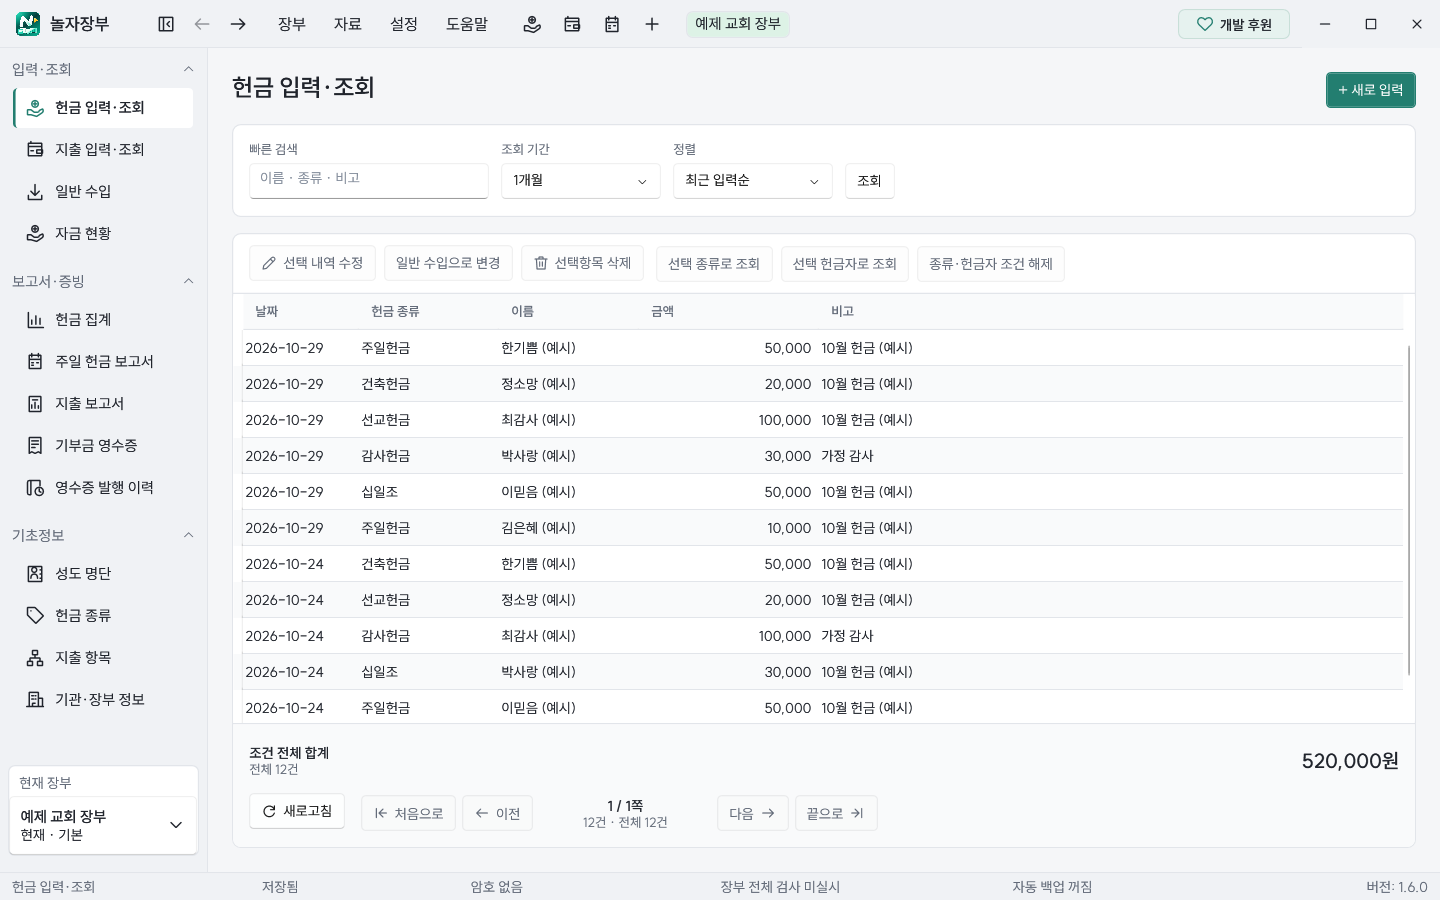 놀자장부
장부 자료 설정 도움말
예제 교회 장부
개발 후원
입력·조회
헌금 입력·조회
지출 입력·조회
일반 수입
자금 현황
보고서·증빙
헌금 집계
주일 헌금 보고서
지출 보고서
기부금 영수증
영수증 발행 이력
기초정보
성도 명단
헌금 종류
지출 항목
기관·장부 정보
현재 장부
예제 교회 장부
현재 · 기본
헌금 입력·조회
+ 새로 입력
빠른 검색 조회 기간 정렬
이름 · 종류 · 비고 1개월 최근 입력순 조회
선택 내역 수정 일반 수입으로 변경 선택항목 삭제 선택 종류로 조회 선택 헌금자로 조회 종류·헌금자 조건 해제
날짜 헌금 종류 이름 금액 비고
2026-10-29 주일헌금 한기쁨 (예시) 50,000 10월 헌금 (예시)
2026-10-29 건축헌금 정소망 (예시) 20,000 10월 헌금 (예시)
2026-10-29 선교헌금 최감사 (예시) 100,000 10월 헌금 (예시)
2026-10-29 감사헌금 박사랑 (예시) 30,000 가정 감사
2026-10-29 십일조 이믿음 (예시) 50,000 10월 헌금 (예시)
2026-10-29 주일헌금 김은혜 (예시) 10,000 10월 헌금 (예시)
2026-10-24 건축헌금 한기쁨 (예시) 50,000 10월 헌금 (예시)
2026-10-24 선교헌금 정소망 (예시) 20,000 10월 헌금 (예시)
2026-10-24 감사헌금 최감사 (예시) 100,000 가정 감사
2026-10-24 십일조 박사랑 (예시) 30,000 10월 헌금 (예시)
2026-10-24 주일헌금 이믿음 (예시) 50,000 10월 헌금 (예시)
조건 전체 합계
전체 12건
520,000원
새로고침 처음으로 이전 1 / 1쪽 다음 끝으로
12건 · 전체 12건
헌금 입력·조회 저장됨 암호 없음 장부 전체 검사 미실시 자동 백업 꺼짐 버전: 1.6.0